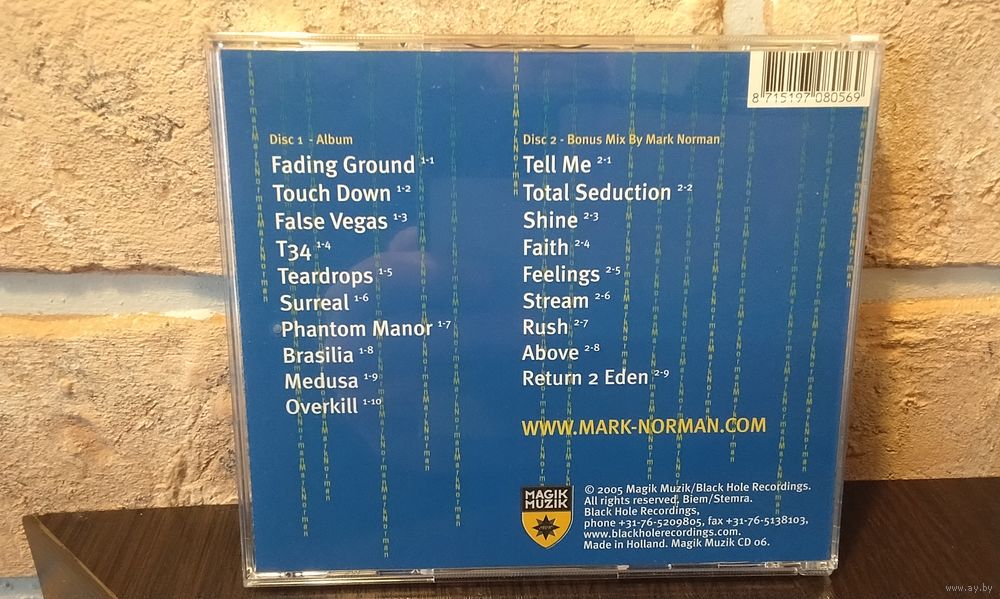 8 715197 080569
Disc 1 - Album
Fading Ground 1-1
Touch Down 1-2
False Vegas 1-3
T34 1-4
Teardrops 1-5
Surreal 1-6
Phantom Manor 1-7
Brasilia 1-8
Medusa 1-9
Overkill 1-10
Disc 2 - Bonus Mix By Mark Norman
Tell Me 2-1
Total Seduction 2-2
Shine 2-3
Faith 2-4
Feelings 2-5
Stream 2-6
Rush 2-7
Above 2-8
Return 2 Eden 2-9
WWW.MARK-NORMAN.COM
MAGIK
MUZIK
© 2005 Magik Muzik/Black Hole Recordings.
All rights reserved. Biem/Stemra.
Black Hole Recordings,
phone +31-76-5209805, fax +31-76-5138103,
www.blackholerecordings.com.
Made in Holland. Magik Muzik CD 06.
www.ay.by